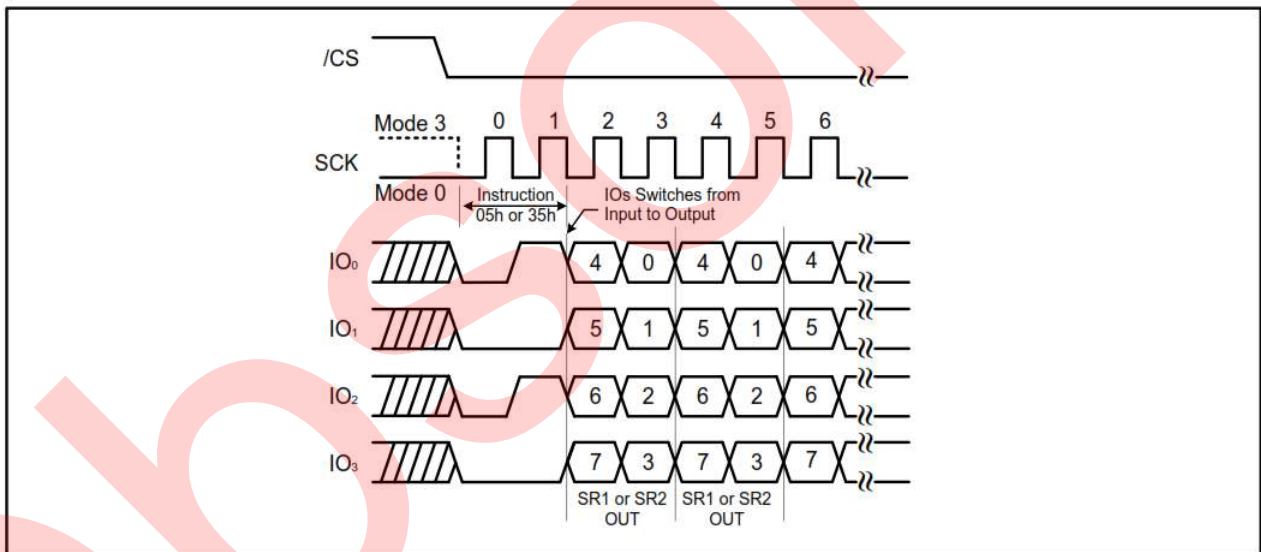 /CS
Mode 3 0 1 2 3 4 5 6
SCK
Mode 0
Instruction
05h or 35h
IOs Switches from
Input to Output
IO₀ 4 0 4 0 4
IO₁ 5 1 5 1 5
IO₂ 6 2 6 2 6
IO₃ 7 3 7 3 7
SR1 or SR2
OUT
SR1 or SR2
OUT